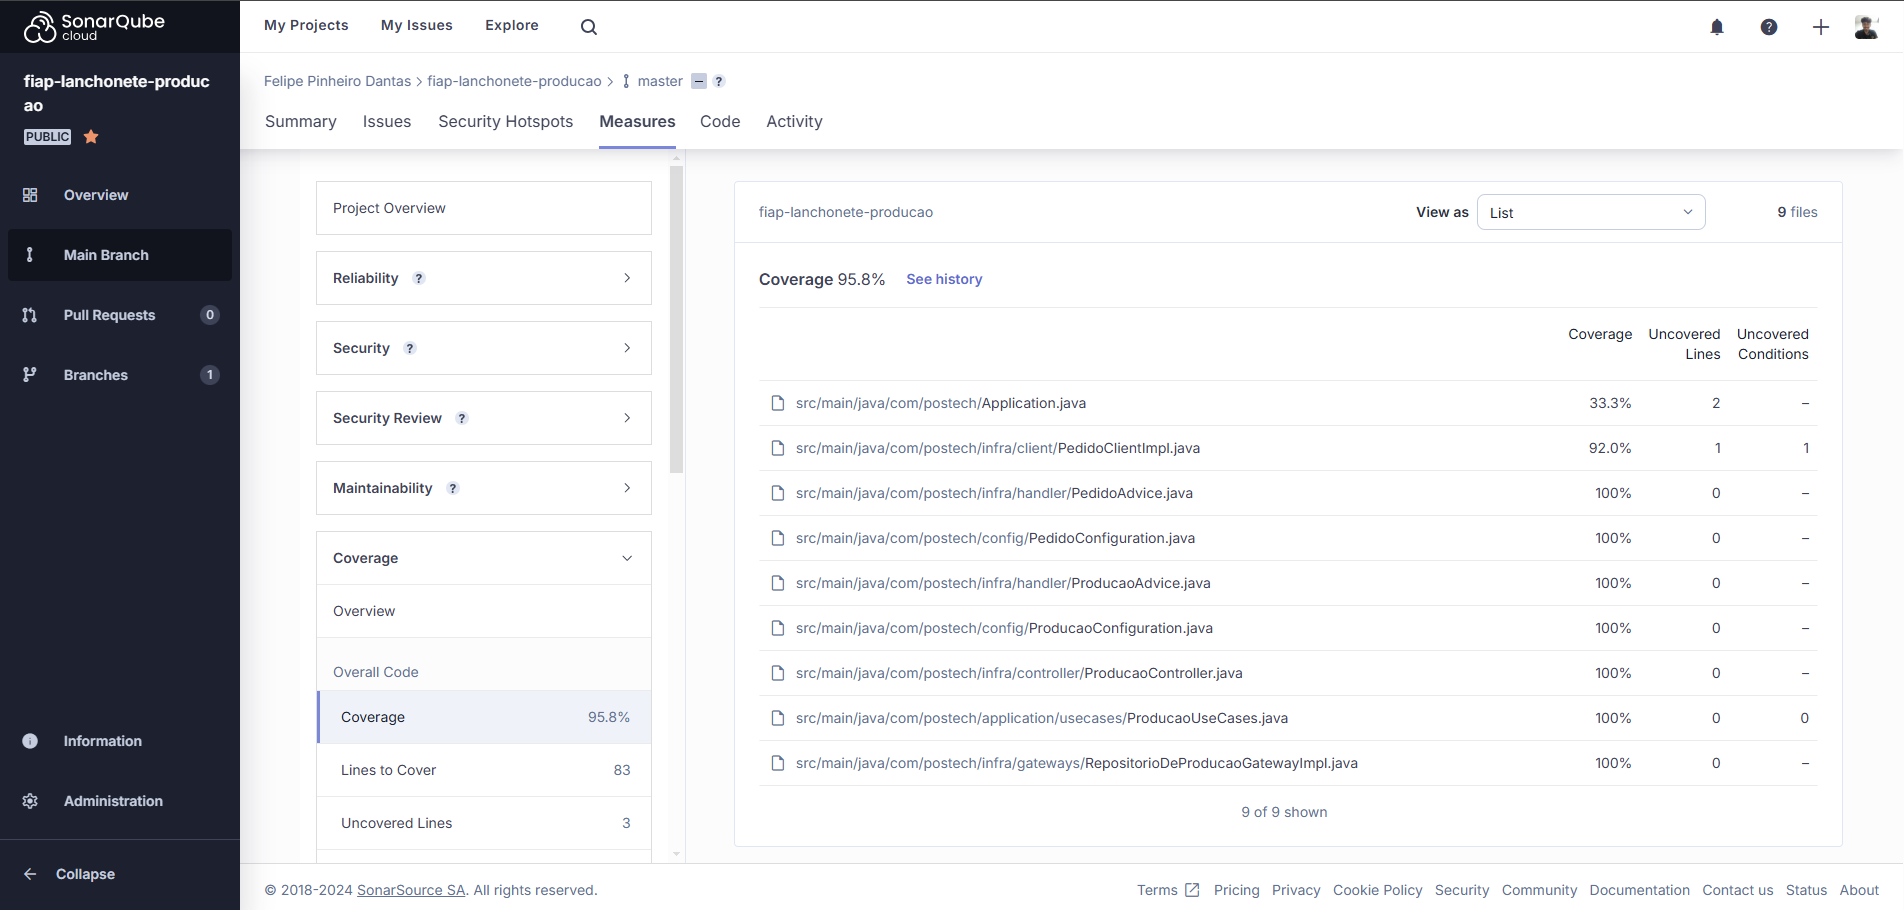 SonarQube
cloud
My Projects
My Issues
Explore
?
fiap-lanchonete-produc
ao
PUBLIC
Overview
Main Branch
Pull Requests 0
Branches 1
Information
Administration
Collapse
Felipe Pinheiro Dantas > fiap-lanchonete-producao > master ?
Summary
Issues
Security Hotspots
Measures
Code
Activity
Project Overview
Reliability ?
Security ?
Security Review ?
Maintainability ?
Coverage
Overview
Overall Code
Coverage 95.8%
Lines to Cover 83
Uncovered Lines 3
fiap-lanchonete-producao
View as List
9 files
Coverage 95.8% See history
Coverage
Uncovered
Lines
Uncovered
Conditions
src/main/java/com/postech/Application.java 33.3% 2 –
src/main/java/com/postech/infra/client/PedidoClientImpl.java 92.0% 1 1
src/main/java/com/postech/infra/handler/PedidoAdvice.java 100% 0 –
src/main/java/com/postech/config/PedidoConfiguration.java 100% 0 –
src/main/java/com/postech/infra/handler/ProducaoAdvice.java 100% 0 –
src/main/java/com/postech/config/ProducaoConfiguration.java 100% 0 –
src/main/java/com/postech/infra/controller/ProducaoController.java 100% 0 –
src/main/java/com/postech/application/usecases/ProducaoUseCases.java 100% 0 0
src/main/java/com/postech/infra/gateways/RepositorioDeProducaoGatewayImpl.java 100% 0 –
9 of 9 shown
© 2018-2024 SonarSource SA. All rights reserved.
Terms Pricing Privacy Cookie Policy Security Community Documentation Contact us Status About